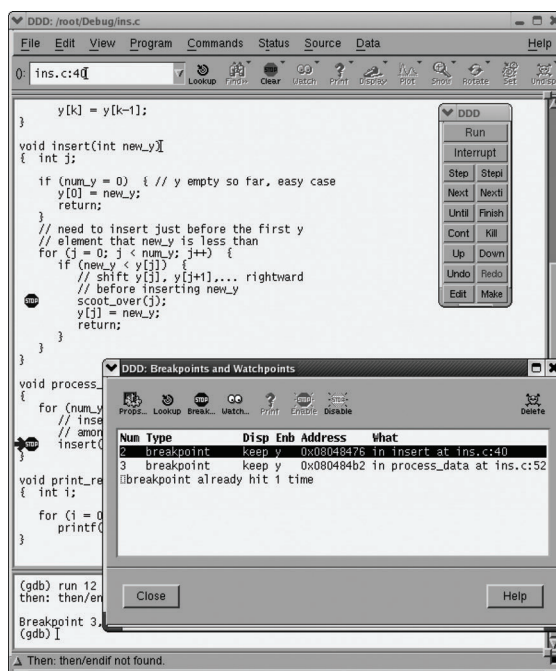 DDD: /root/Debug/ins.c
File Edit View Program Commands Status Source Data Help
(): ins.c:40
Lookup Find» Clear Watch Print Display Plot Show Rotate Set Undisp
y[k] = y[k-1];
}
void insert(int new_y)
{ int j;
if (num_y = 0) { // y empty so far, easy case
y[0] = new_y;
return;
}
// need to insert just before the first y
// element that new_y is less than
for (j = 0; j < num_y; j++) {
if (new_y < y[j]) {
// shift y[j], y[j+1],... rightward
// before inserting new_y
STOP scoot_over(j);
y[j] = new_y;
return;
}
}
}
DDD
Run
Interrupt
Step Stepi
Next Nexti
Until Finish
Cont Kill
Up Down
Undo Redo
Edit Make
void process_
{
for (num_y
// inse
// amon
STOP insert(
}
void print_re
{ int i;
for (i = 0
printf(
}
DDD: Breakpoints and Watchpoints
Props... Lookup Break... Watch... Print Enable Disable Delete
Num Type Disp Enb Address What
2 breakpoint keep y 0x08048476 in insert at ins.c:40
3 breakpoint keep y 0x080484b2 in process_data at ins.c:52
breakpoint already hit 1 time
Close Help
(gdb) run 12
then: then/en
Breakpoint 3,
(gdb)
Then: then/endif not found.